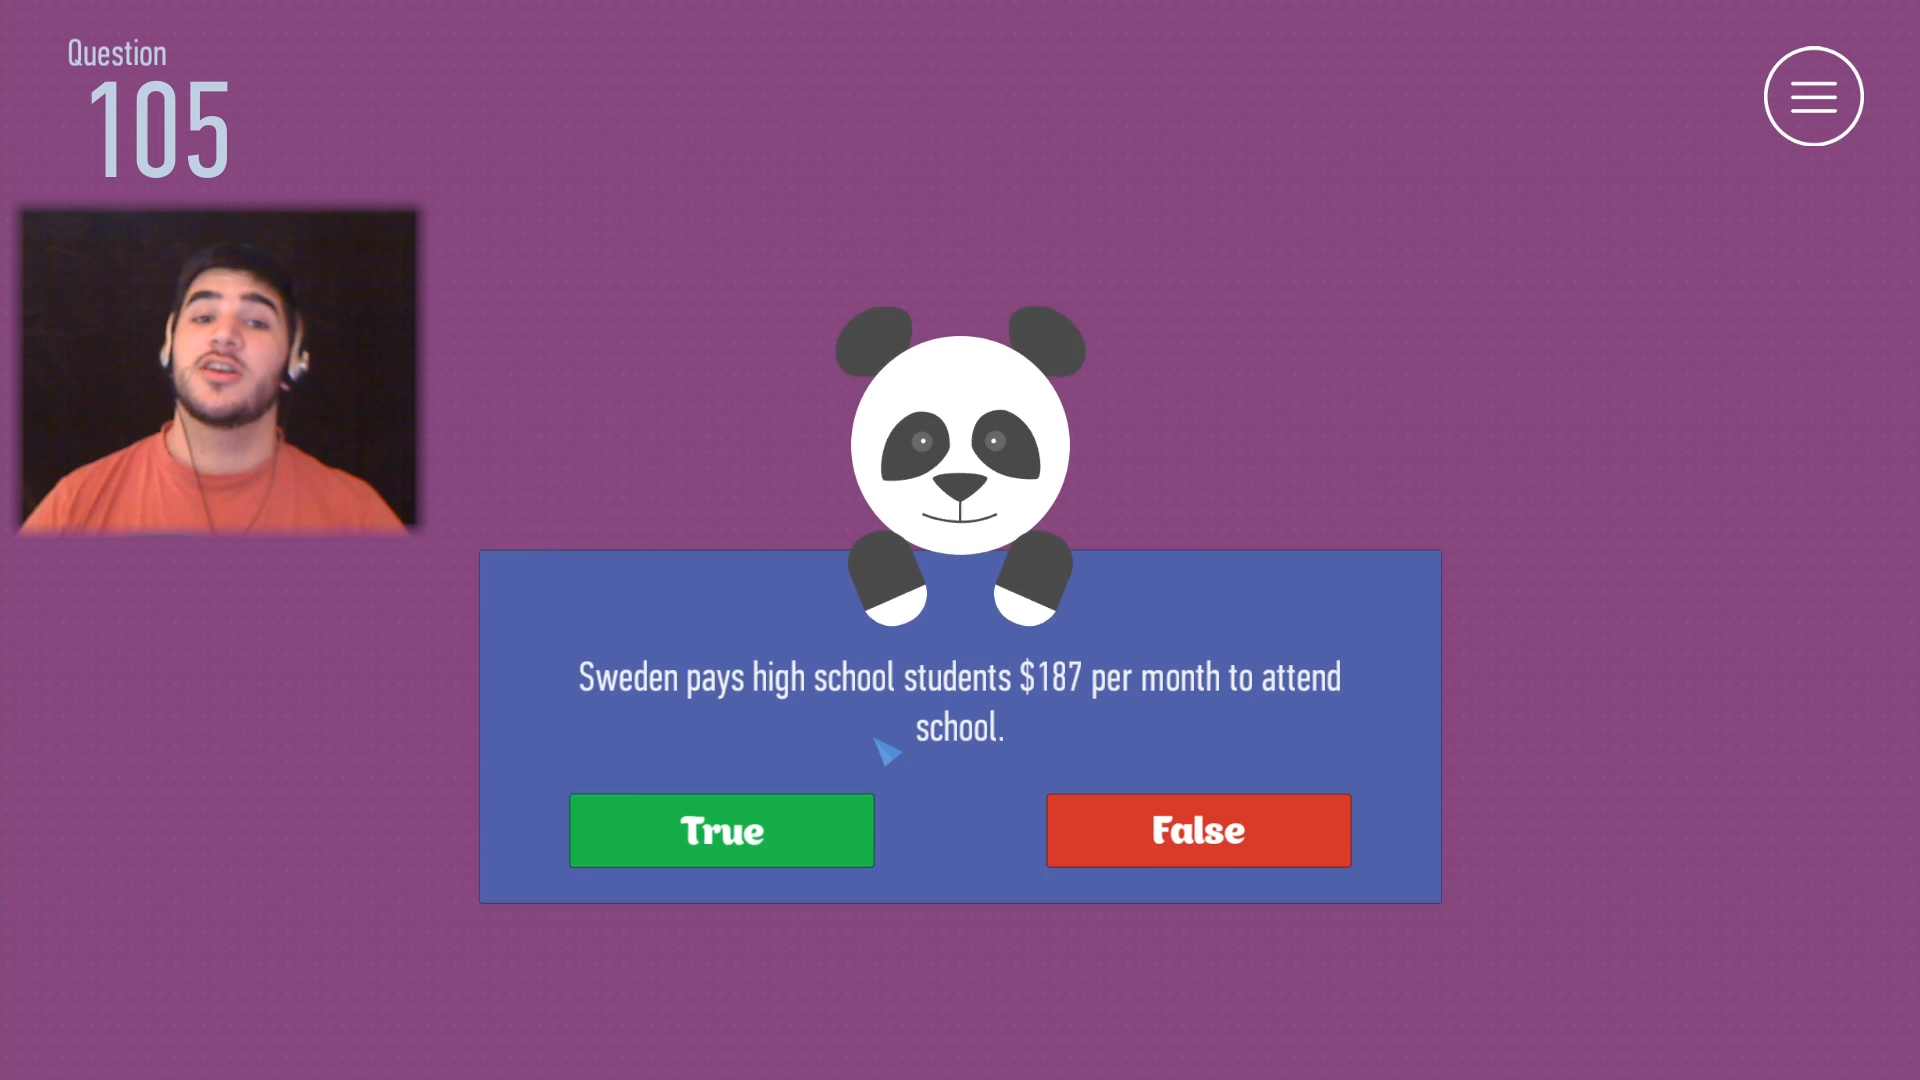 Question
105
Sweden pays high school students $187 per month to attend
school.
True
False